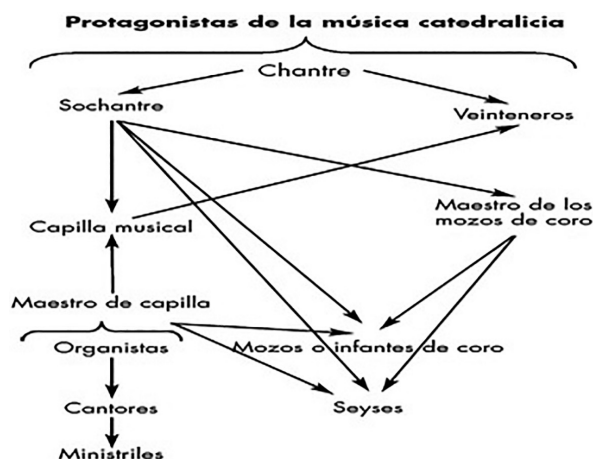 Protagonistas de la música catedralicia
Chantre
Sochantre
Veinteneros
Maestro de los
mozos de coro
Capilla musical
Maestro de capilla
Organistas
Mozos o infantes de coro
Cantores
Seyses
Ministriles